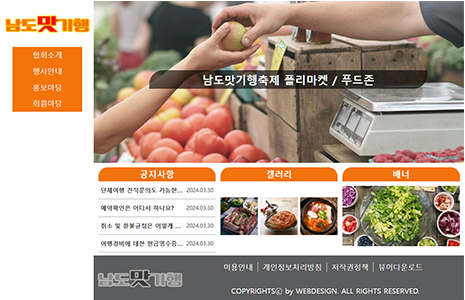 남도맛기행
협회소개
행사안내
홍보마당
회원마당
남도맛기행축제 플리마켓 / 푸드존
공지사항
단체여행 견적문의도 가능한... 2024.03.30
예약확인은 어디서 하나요? 2024.03.30
취소 및 환불규정은 어떻게 ... 2024.03.30
여행경비에 대한 현금영수증... 2024.03.30
갤러리
배너
남도맛기행
이용안내 | 개인정보처리방침 | 저작권정책 | 뷰어다운로드
COPYRIGHTSⓒ by WEBDESIGN. ALL RIGHTS RESERVED.